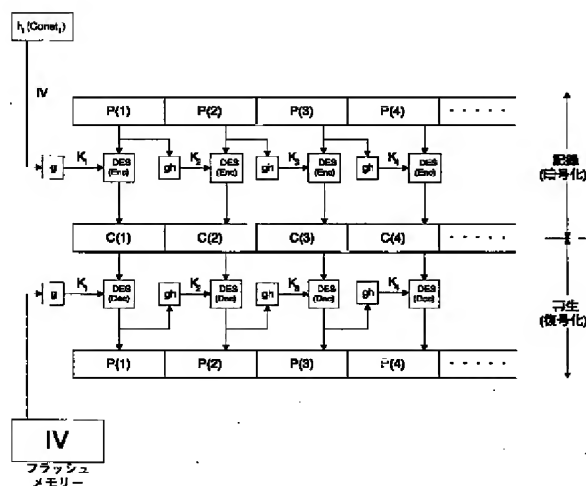 h₁(Const₁)
IV
P(1) P(2) P(3) P(4) ·····
g K₁ DES (Enc) gh K₂ DES (Enc) gh K₃ DES (Enc) gh K₄ DES (Enc)
記録
(暗号化)
C(1) C(2) C(3) C(4) ·····
g K₁ DES (Dec) gh K₂ DES (Dec) gh K₃ DES (Dec) gh K₄ DES (Dec)
再生
(復号化)
P(1) P(2) P(3) P(4) ·····
IV
フラッシュ
メモリー